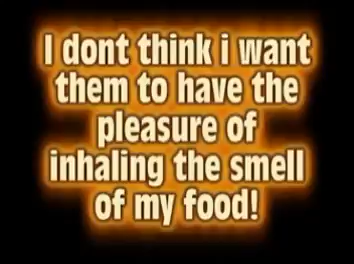 I dont think i want
them to have the
pleasure of
inhaling the smell
of my food!